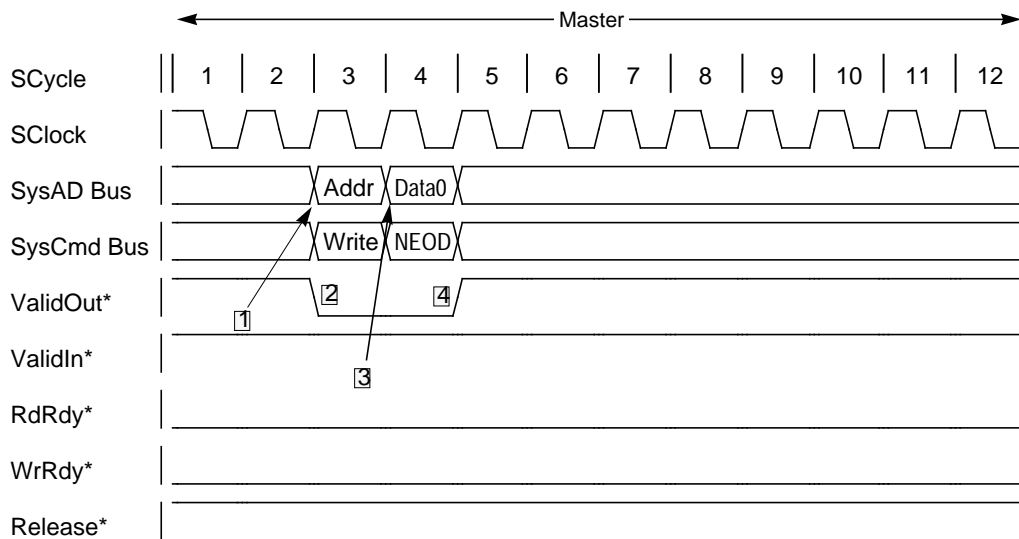 Master
SCycle 1 2 3 4 5 6 7 8 9 10 11 12
SClock
SysAD Bus Addr Data0
SysCmd Bus Write NEOD
ValidOut* 2 4
1
ValidIn*
3
RdRdy*
WrRdy*
Release*